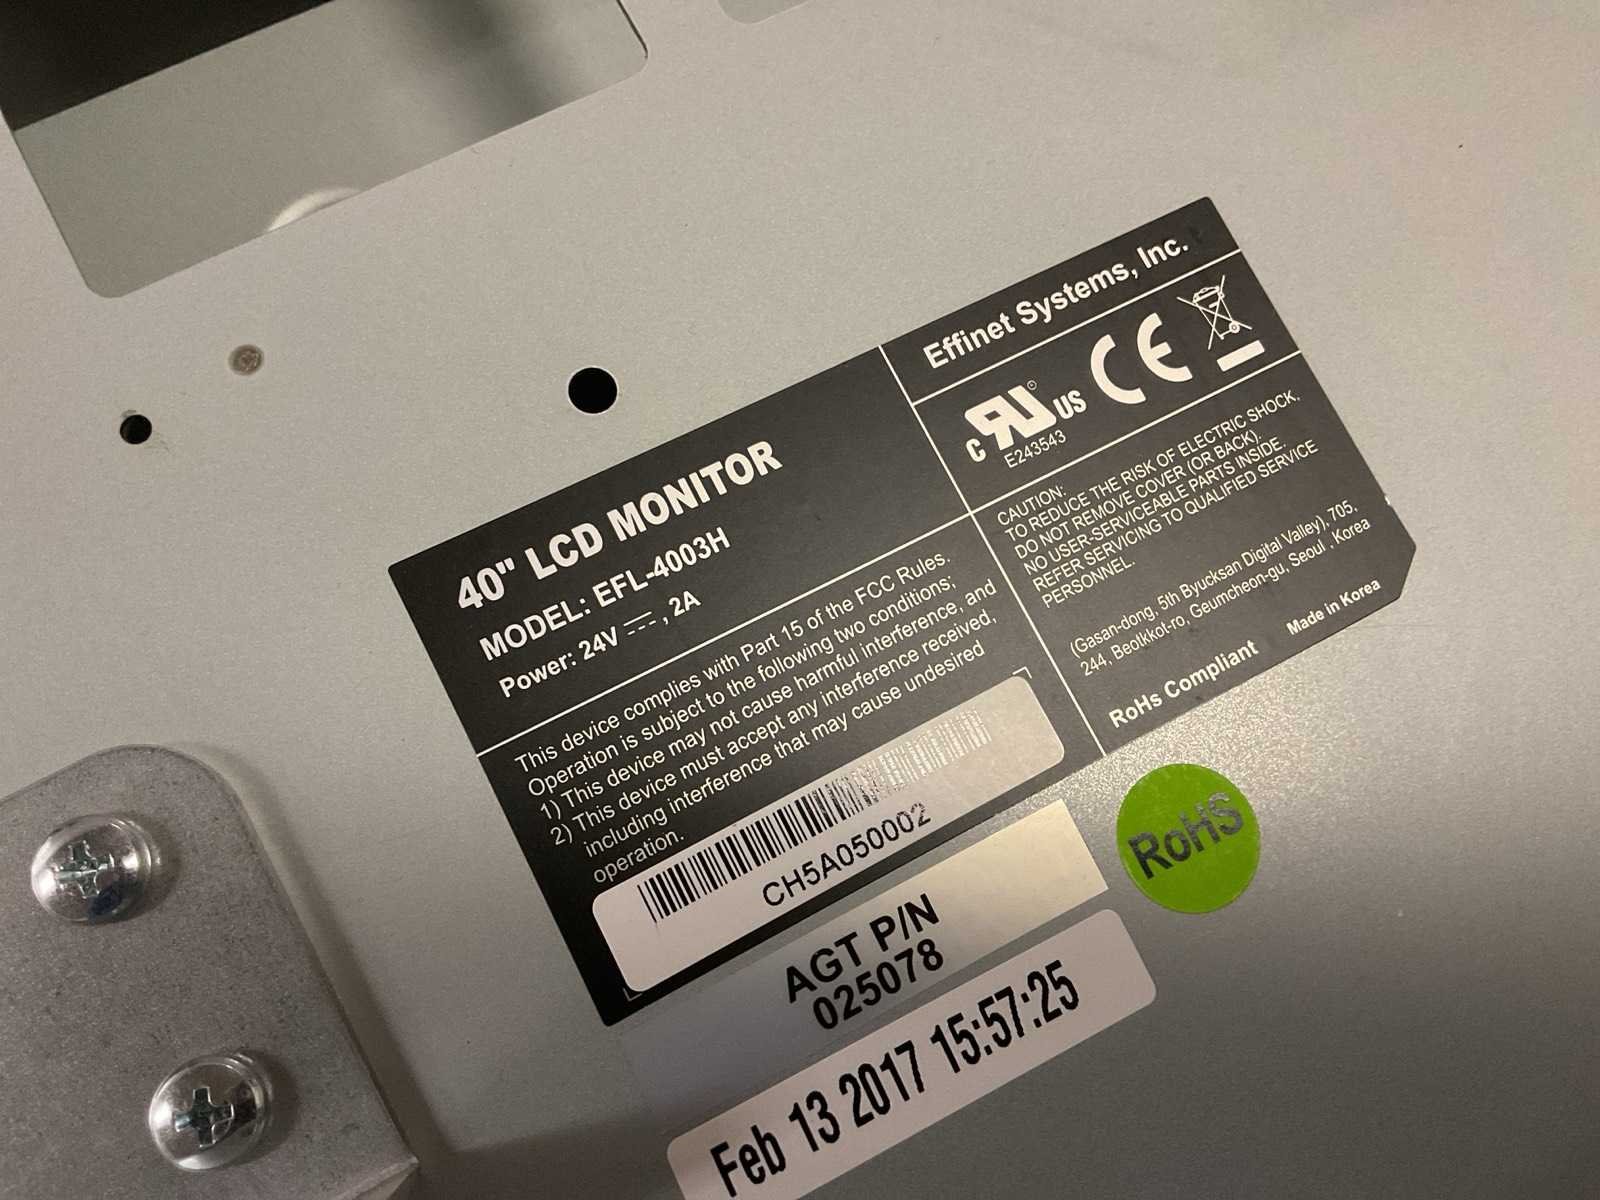 40" LCD MONITOR
MODEL: EFL-4003H
Power: 24V ⎓ , 2A
This device complies with Part 15 of the FCC Rules.
Operation is subject to the following two conditions;
1) This device may not cause harmful interference, and
2) This device must accept any interference received,
including interference that may cause undesired
operation.
CH5A050002
Effinet Systems, Inc.
c RU ® US
E243543
CE
CAUTION:
TO REDUCE THE RISK OF ELECTRIC SHOCK,
DO NOT REMOVE COVER (OR BACK).
NO USER-SERVICEABLE PARTS INSIDE.
REFER SERVICING TO QUALIFIED SERVICE
PERSONNEL.
(Gasan-dong, 5th Byucksan Digital Valley), 705,
244, Beotkkot-ro, Geumcheon-gu, Seoul , Korea
RoHs Compliant
Made in Korea
RoHS
AGT P/N
025078
Feb 13 2017 15:57:25